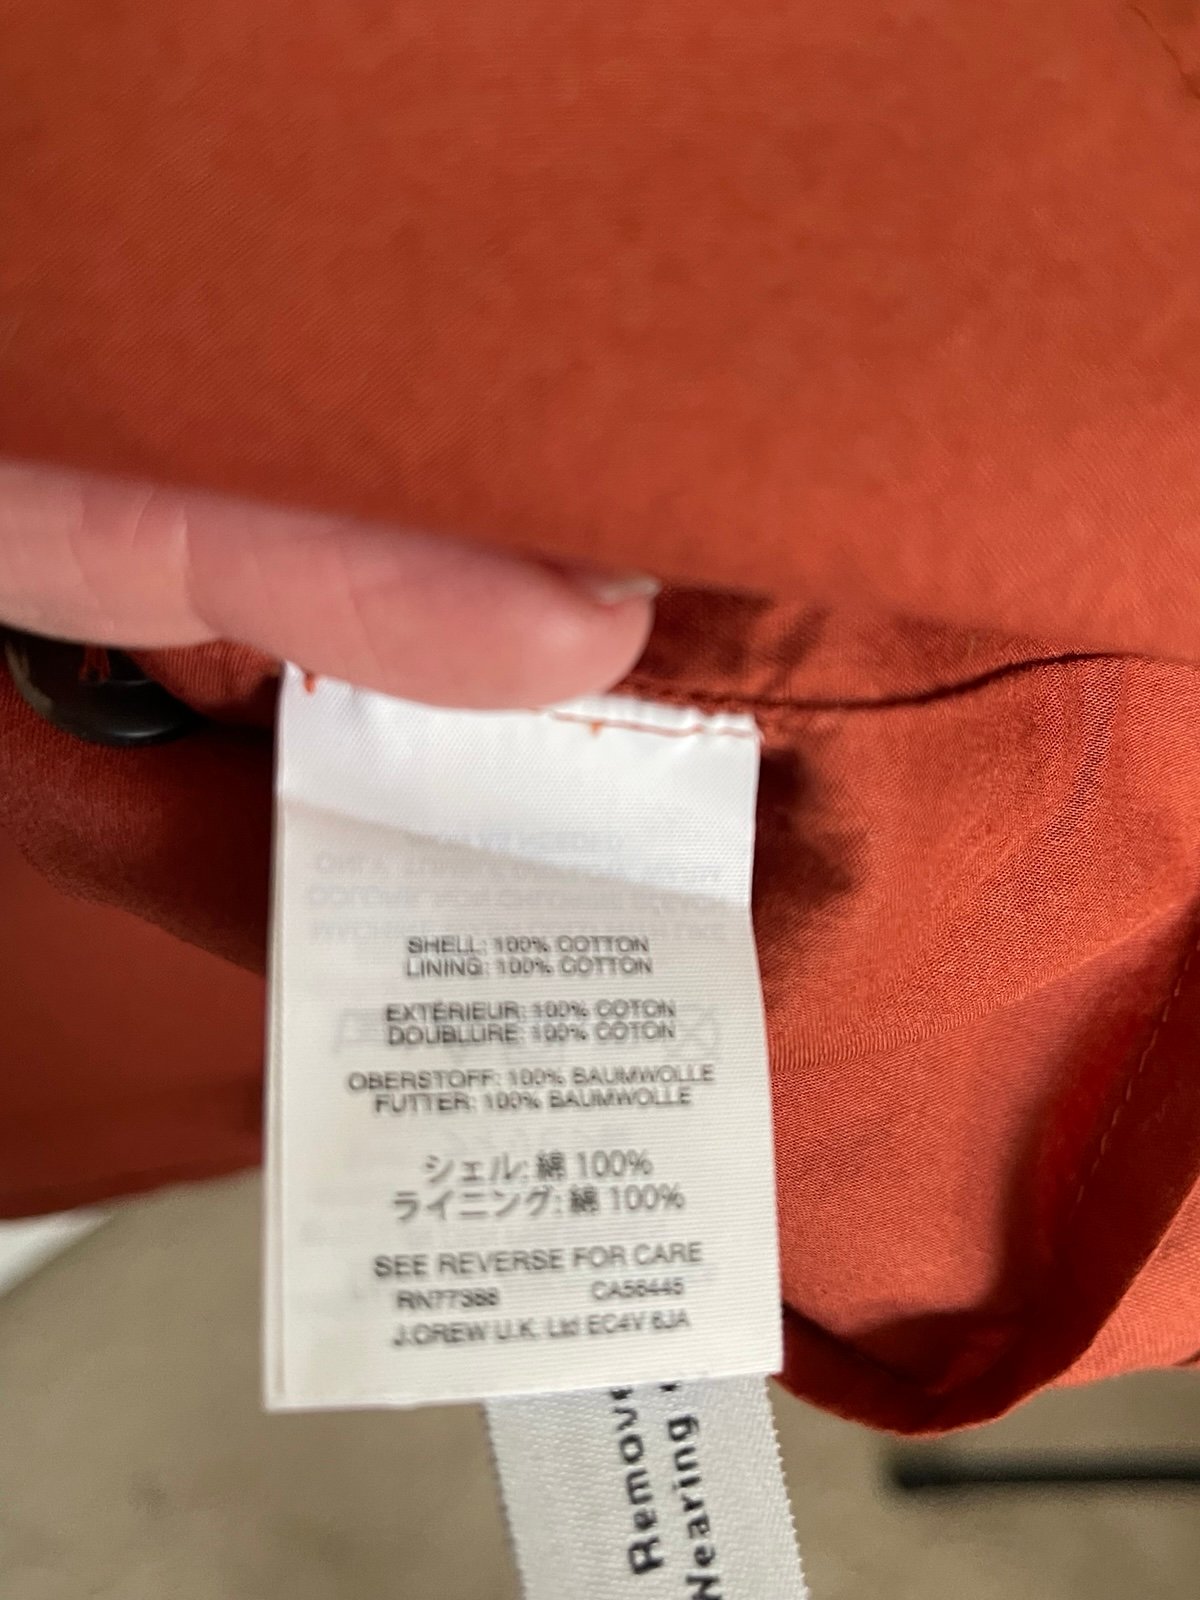 SHELL: 100% COTTON
LINING: 100% COTTON
EXTÉRIEUR: 100% COTON
DOUBLURE: 100% COTON
OBERSTOFF: 100% BAUMWOLLE
FUTTER: 100% BAUMWOLLE
シェル: 綿 100%
ライニング: 綿 100%
SEE REVERSE FOR CARE
RN77388 CA56445
J.CREW U.K. Ltd EC4V 6JA
Remove
Wearing